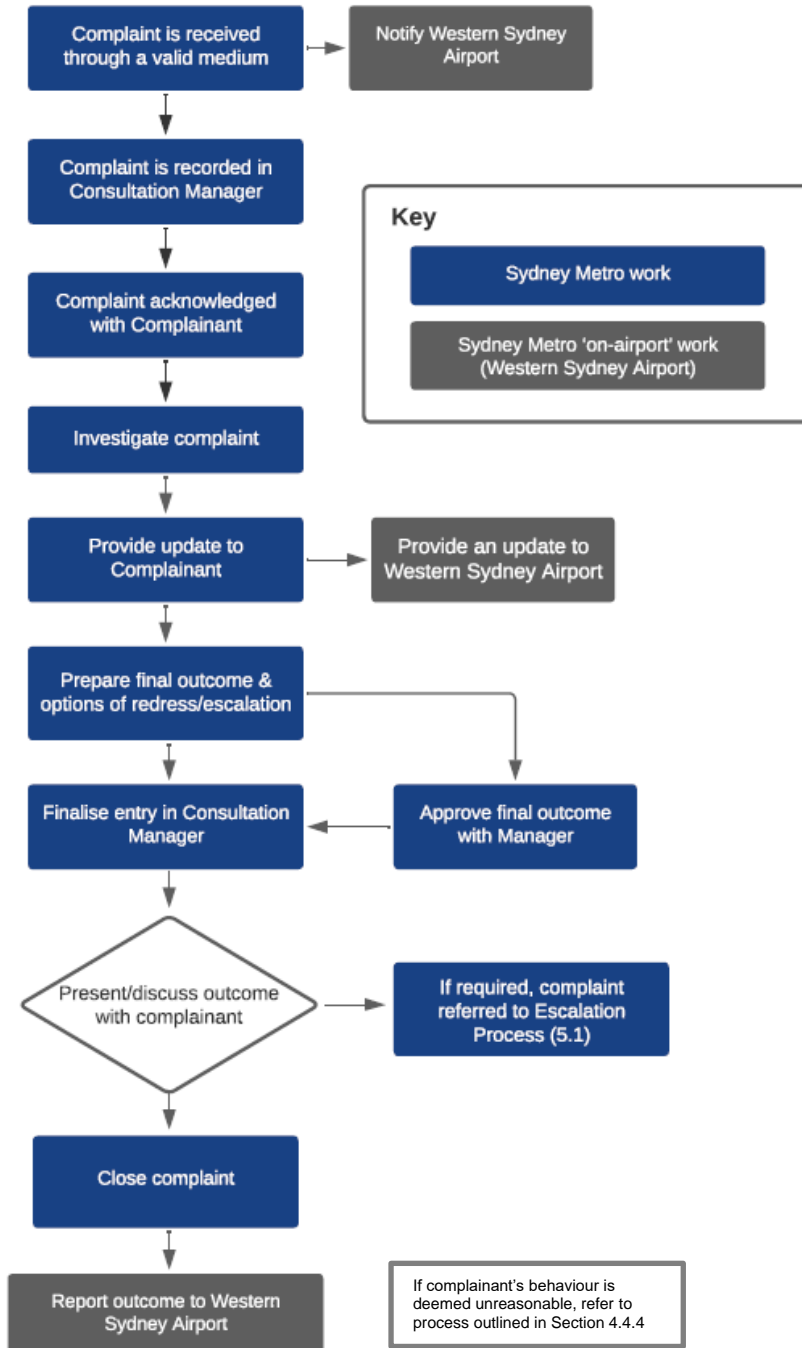 Complaint is received
through a valid medium
Notify Western Sydney
Airport
Complaint is recorded in
Consultation Manager
Key
Sydney Metro work
Sydney Metro 'on-airport' work
(Western Sydney Airport)
Complaint acknowledged
with Complainant
Investigate complaint
Provide update to
Complainant
Provide an update to
Western Sydney Airport
Prepare final outcome &
options of redress/escalation
Finalise entry in Consultation
Manager
Approve final outcome
with Manager
Present/discuss outcome
with complainant
If required, complaint
referred to Escalation
Process (5.1)
Close complaint
Report outcome to Western
Sydney Airport
If complainant’s behaviour is
deemed unreasonable, refer to
process outlined in Section 4.4.4